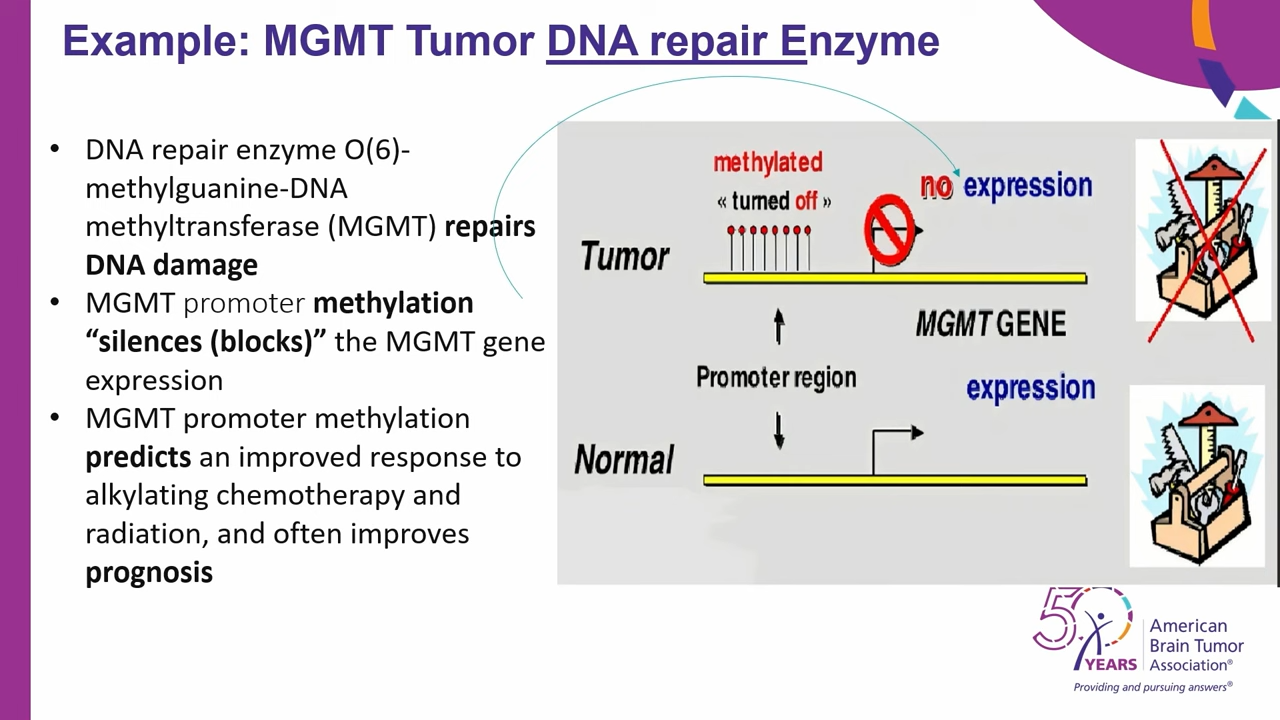 Example: MGMT Tumor DNA repair Enzyme
• DNA repair enzyme O(6)-
methylguanine-DNA
methyltransferase (MGMT) repairs
DNA damage
• MGMT promoter methylation
“silences (blocks)” the MGMT gene
expression
• MGMT promoter methylation
predicts an improved response to
alkylating chemotherapy and
radiation, and often improves
prognosis
methylated
« turned off »
no expression
Tumor
MGMT GENE
Promoter region
expression
Normal
50
YEARS
American
Brain Tumor
Association®
Providing and pursuing answers®